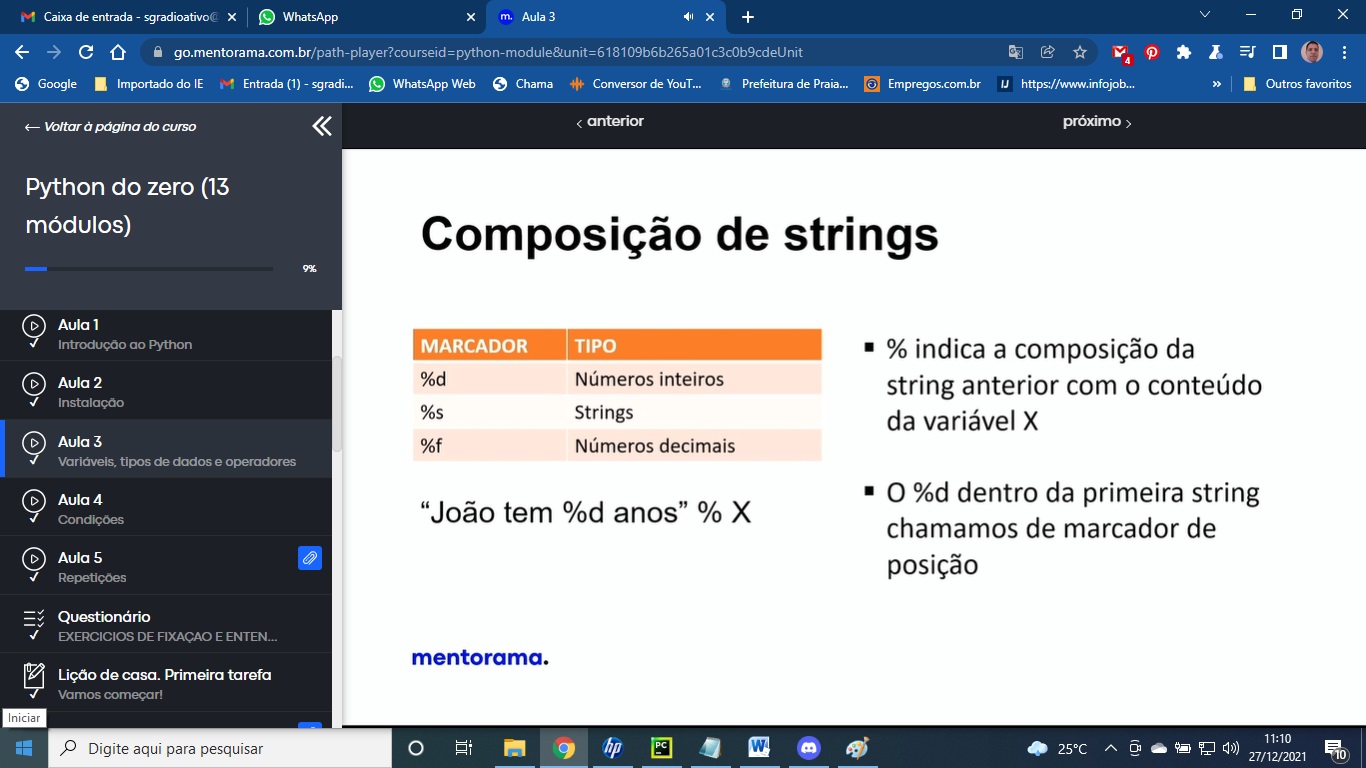 Caixa de entrada - sgradioativo@
WhatsApp
Aula 3
go.mentorama.com.br/path-player?courseid=python-module&unit=618109b6b265a01c3c0b9cdeUnit
4
Google
Importado do IE
Entrada (1) - sgradi...
WhatsApp Web
Chama
Conversor de YouT...
Prefeitura de Praia...
Empregos.com.br
https://www.infojob...
»
Outros favoritos
← Voltar à página do curso
‹ anterior
próximo ›
Python do zero (13
módulos)
9%
Aula 1
Introdução ao Python
Aula 2
Instalação
Aula 3
Variáveis, tipos de dados e operadores
Aula 4
Condições
Aula 5
Repetições
Questionário
EXERCICIOS DE FIXAÇAO E ENTEN...
Lição de casa. Primeira tarefa
Vamos começar!
Composição de strings
MARCADOR TIPO
%d Números inteiros
%s Strings
%f Números decimais
“João tem %d anos” % X
▪ % indica a composição da
string anterior com o conteúdo
da variável X
▪ O %d dentro da primeira string
chamamos de marcador de
posição
mentorama.
Iniciar
Digite aqui para pesquisar
hp
PC
W
25°C
11:10
27/12/2021
10